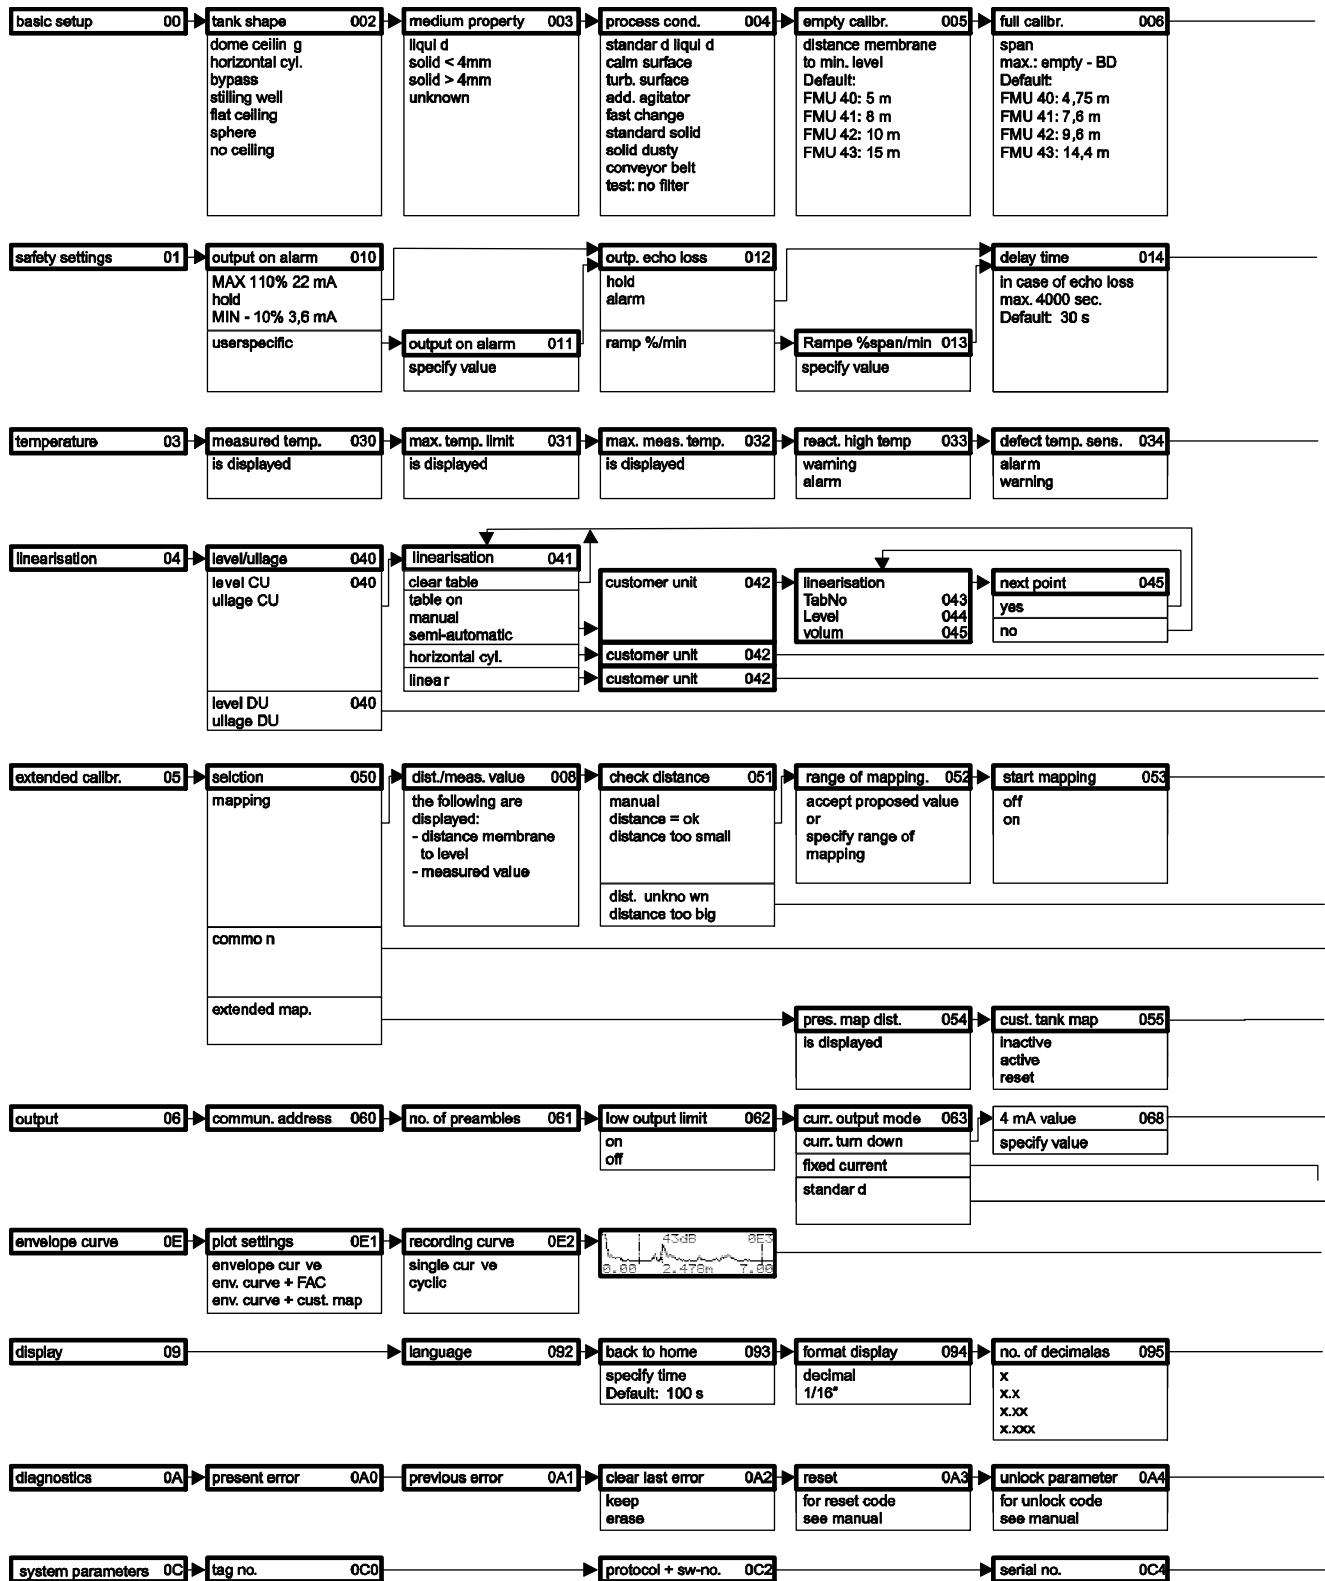 basic setup 00
tank shape 002
dome ceilin g
horizontal cyl.
bypass
stilling well
flat ceiling
sphere
no ceiling
medium property 003
liqui d
solid < 4mm
solid > 4mm
unknown
process cond. 004
standar d liqui d
calm surface
turb. surface
add. agitator
fast change
standard solid
solid dusty
conveyor belt
test: no filter
empty calibr. 005
distance membrane
to min. level
Default:
FMU 40: 5 m
FMU 41: 8 m
FMU 42: 10 m
FMU 43: 15 m
full calibr. 006
span
max.: empty - BD
Default:
FMU 40: 4,75 m
FMU 41: 7,6 m
FMU 42: 9,6 m
FMU 43: 14,4 m
safety settings 01
output on alarm 010
MAX 110% 22 mA
hold
MIN - 10% 3,6 mA
userspecific
output on alarm 011
specify value
outp. echo loss 012
hold
alarm
ramp %/min
Rampe %span/min 013
specify value
delay time 014
in case of echo loss
max. 4000 sec.
Default: 30 s
temperature 03
measured temp. 030
is displayed
max. temp. limit 031
is displayed
max. meas. temp. 032
is displayed
react. high temp 033
warning
alarm
defect temp. sens. 034
alarm
warning
linearisation 04
level/ullage 040
level CU 040
ullage CU
level DU 040
ullage DU
linearisation 041
clear table
table on
manual
semi-automatic
horizontal cyl.
linea r
customer unit 042
customer unit 042
customer unit 042
linearisation
TabNo 043
Level 044
volum 045
next point 045
yes
no
extended calibr. 05
selction 050
mapping
commo n
extended map.
dist./meas. value 008
the following are
displayed:
- distance membrane
to level
- measured value
check distance 051
manual
distance = ok
distance too small
dist. unkno wn
distance too big
range of mapping. 052
accept proposed value
or
specify range of
mapping
start mapping 053
off
on
pres. map dist. 054
is displayed
cust. tank map 055
inactive
active
reset
output 06
commun. address 060
no. of preambles 061
low output limit 062
on
off
curr. output mode 063
curr. turn down
fixed current
standar d
4 mA value 068
specify value
envelope curve 0E
plot settings 0E1
envelope cur ve
env. curve + FAC
env. curve + cust. map
recording curve 0E2
single cur ve
cyclic
43dB 0E3
0.00 2.478m 7.00
display 09
language 092
back to home 093
specify time
Default: 100 s
format display 094
decimal
1/16"
no. of decimalas 095
x
x.x
x.xx
x.xxx
diagnostics 0A
present error 0A0
previous error 0A1
clear last error 0A2
keep
erase
reset 0A3
for reset code
see manual
unlock parameter 0A4
for unlock code
see manual
system parameters 0C
tag no. 0C0
protocol + sw-no. 0C2
serial no. 0C4